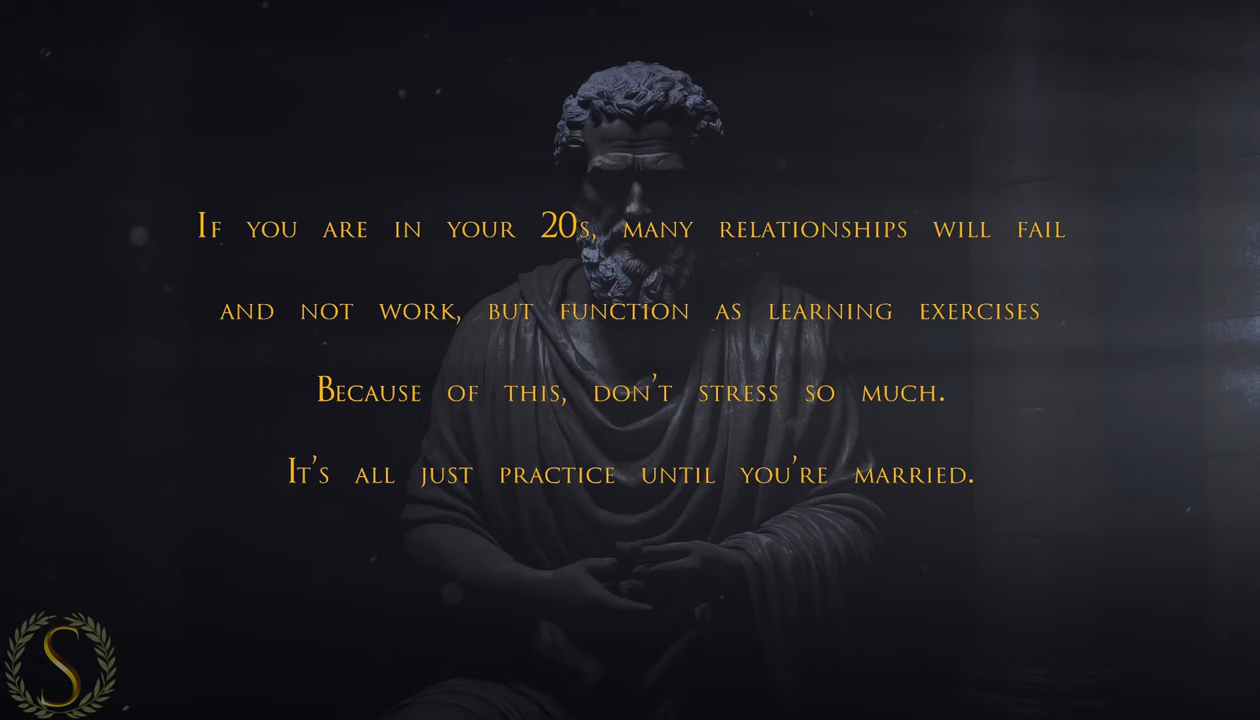 If you are in your 20s, many relationships will fail
and not work, but function as learning exercises
Because of this, don't stress so much.
It's all just practice until you're married.
S